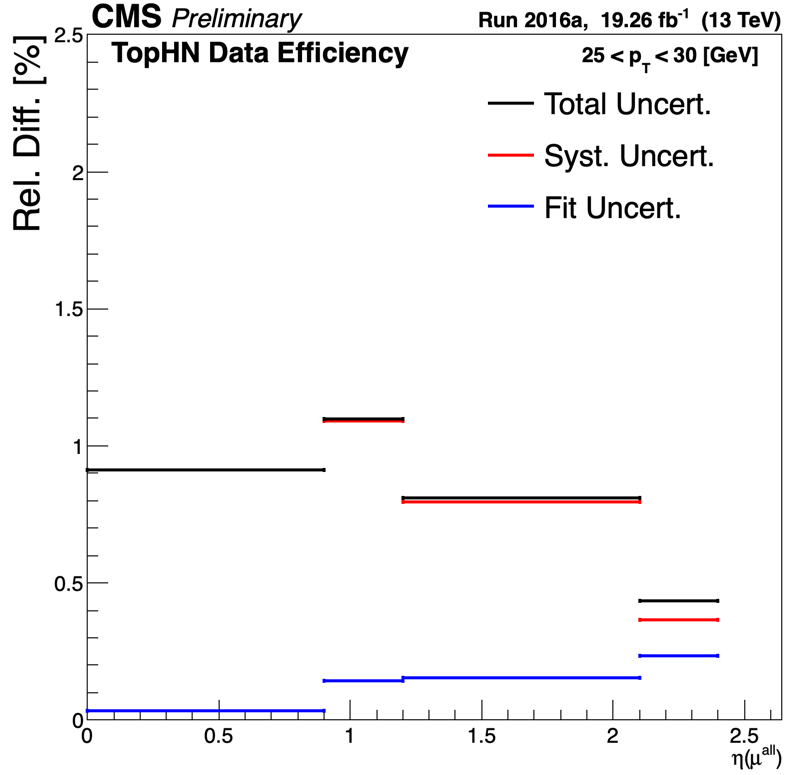 CMS Preliminary
Run 2016a, 19.26 fb⁻¹ (13 TeV)
TopHN Data Efficiency
25 < p_T < 30 [GeV]
Rel. Diff. [%]
Total Uncert.
Syst. Uncert.
Fit Uncert.
2.5
2
1.5
1
0.5
0
0 0.5 1 1.5 2 2.5
η(μ^all)